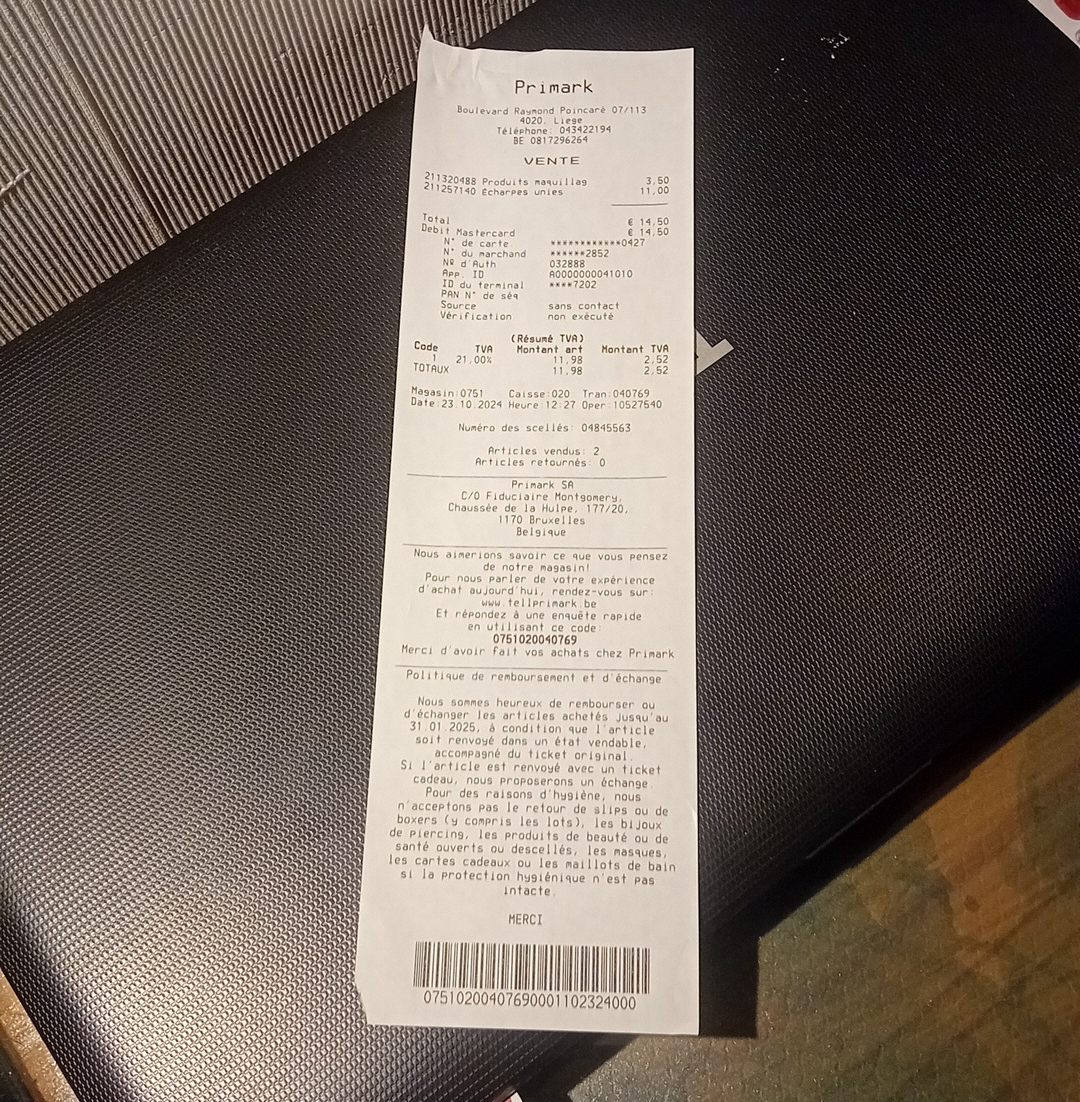 Primark
Boulevard Raymond Poincaré 07/113
4020, Liege
Téléphone: 043422194
BE 0817296264
VENTE
211320488 Produits maquillag 3,50
211257140 Écharpes unies 11,00
Total € 14,50
Debit Mastercard € 14,50
N° de carte ************0427
N° du marchand ******2852
Nº d'Auth 032888
App. ID A0000000041010
ID du terminal ****7202
PAN N° de séq
Source sans contact
Vérification non exécuté
(Résumé TVA)
Code TVA Montant art Montant TVA
1 21.00% 11,98 2,52
TOTAUX 11,98 2,52
Magasin:0751 Caisse:020 Tran:040769
Date:23.10.2024 Heure:12:27 Oper:10527540
Numéro des scellés: 04845563
Articles vendus: 2
Articles retournés: 0
Primark SA
C/O Fiduciaire Montgomery,
Chaussée de la Hulpe, 177/20,
1170 Bruxelles
Belgique
Nous aimerions savoir ce que vous pensez
de notre magasin!
Pour nous parler de votre expérience
d'achat aujourd'hui, rendez-vous sur:
www.tellprimark.be
Et répondez à une enquête rapide
en utilisant ce code:
0751020040769
Merci d'avoir fait vos achats chez Primark
Politique de remboursement et d'échange
Nous sommes heureux de rembourser ou
d'échanger les articles achetés jusqu'au
31.01.2025, à condition que l'article
soit renvoyé dans un état vendable,
accompagné du ticket original.
Si l'article est renvoyé avec un ticket
cadeau, nous proposerons un échange.
Pour des raisons d'hygiène, nous
n'acceptons pas le retour de slips ou de
boxers (y compris les lots), les bijoux
de piercing, les produits de beauté ou de
santé ouverts ou descellés, les masques,
les cartes cadeaux ou les maillots de bain
si la protection hygiénique n'est pas
intacte.
MERCI
07510200407690001102324000